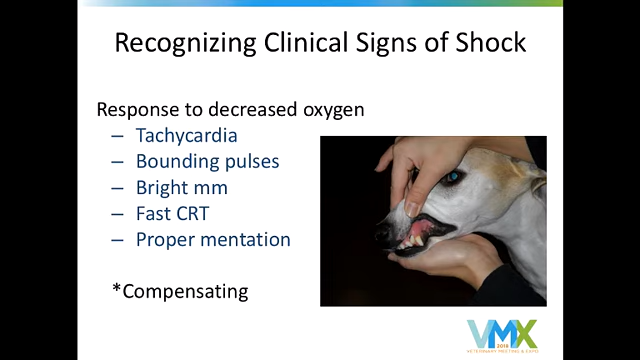 Recognizing Clinical Signs of Shock
Response to decreased oxygen
– Tachycardia
– Bounding pulses
– Bright mm
– Fast CRT
– Proper mentation
*Compensating
VMX
2018
VETERINARY MEETING & EXPO